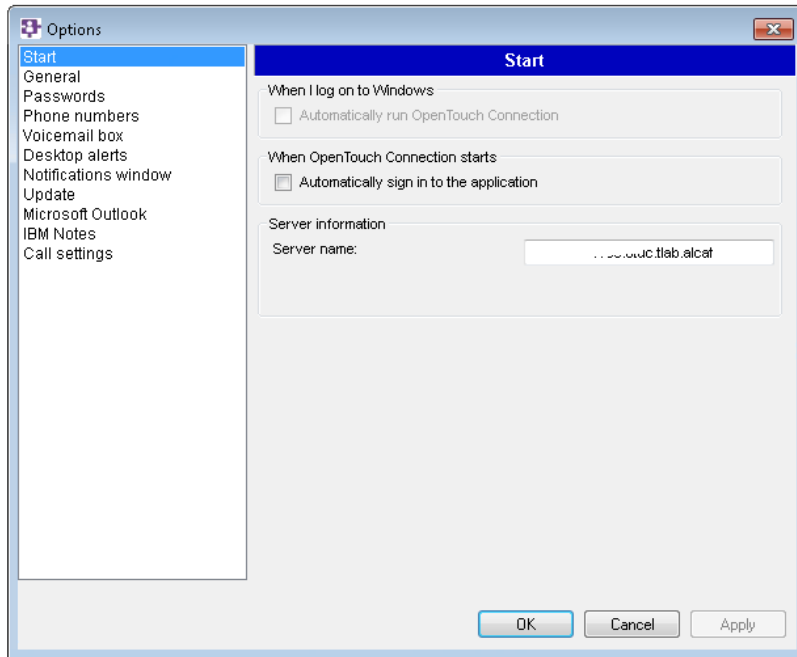 Options
Start
General
Passwords
Phone numbers
Voicemail box
Desktop alerts
Notifications window
Update
Microsoft Outlook
IBM Notes
Call settings
Start
When I log on to Windows
Automatically run OpenTouch Connection
When OpenTouch Connection starts
Automatically sign in to the application
Server information
Server name:
.tlab.alcaf
OK Cancel Apply